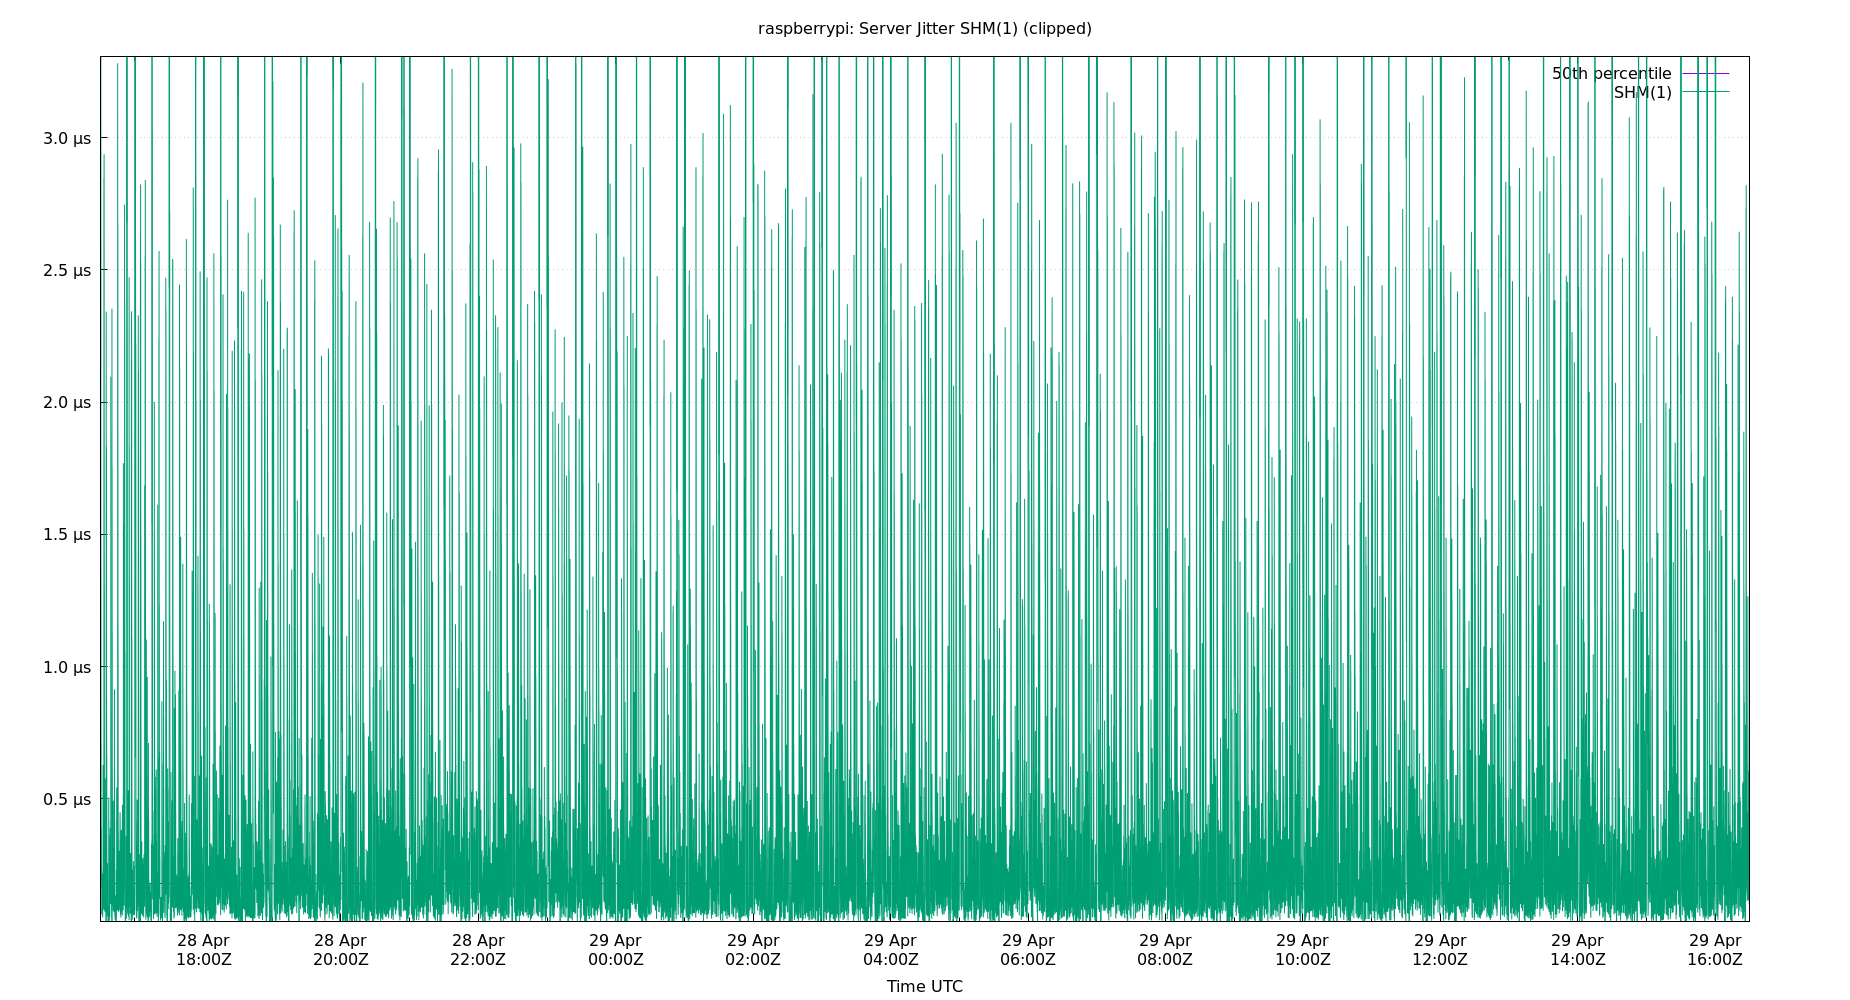 raspberrypi: Server Jitter SHM(1) (clipped)
50th percentile
SHM(1)
3.0 µs
2.5 µs
2.0 µs
1.5 µs
1.0 µs
0.5 µs
28 Apr 28 Apr 28 Apr 29 Apr 29 Apr 29 Apr 29 Apr 29 Apr 29 Apr 29 Apr 29 Apr 29 Apr
18:00Z 20:00Z 22:00Z 00:00Z 02:00Z 04:00Z 06:00Z 08:00Z 10:00Z 12:00Z 14:00Z 16:00Z
Time UTC